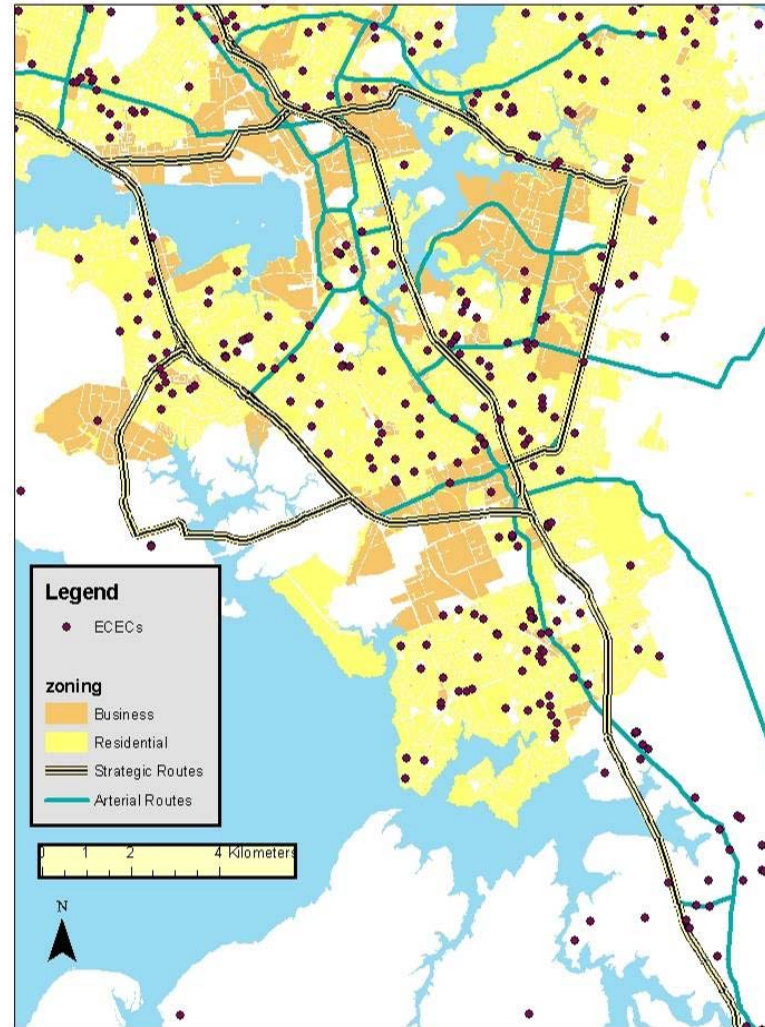 Legend
ECECs
zoning
Business
Residential
Strategic Routes
Arterial Routes
0 1 2 4 Kilometers
N